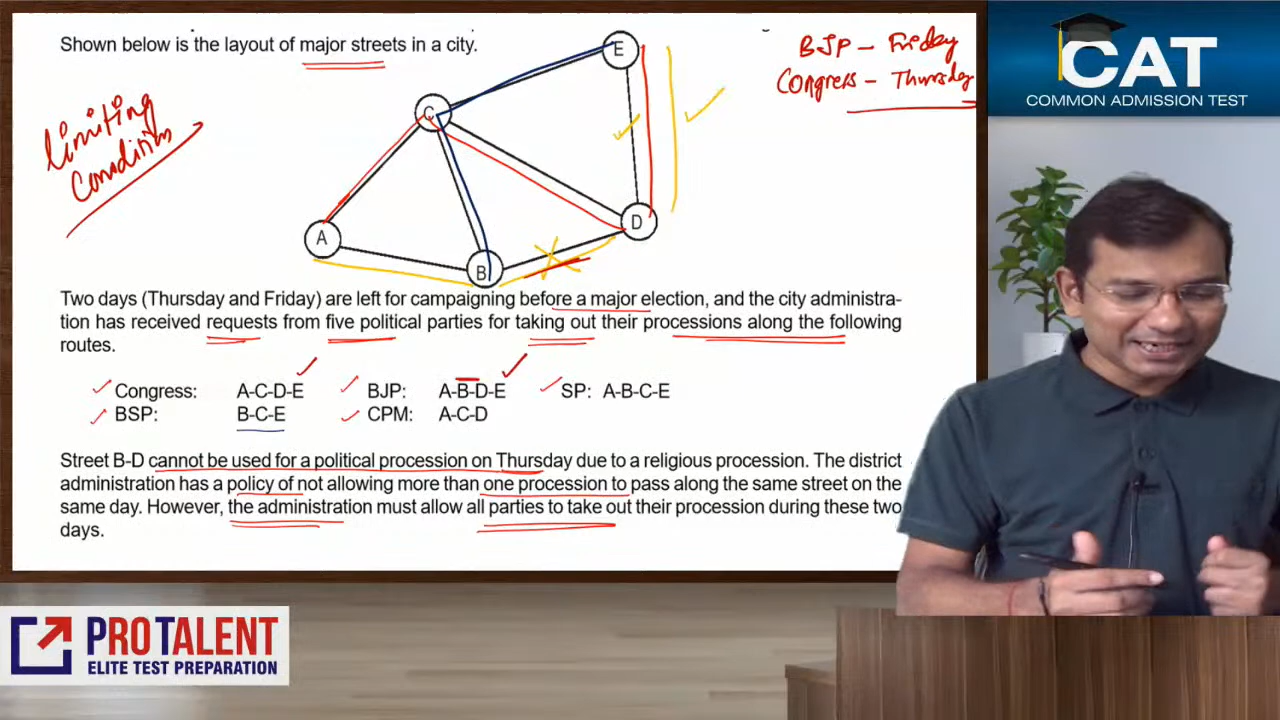 Shown below is the layout of major streets in a city.
BJP – Friday
Congress – Thursday
Limiting
Conditions
E
C
D
A
B
Two days (Thursday and Friday) are left for campaigning before a major election, and the city administra-
tion has received requests from five political parties for taking out their processions along the following
routes.
Congress: A-C-D-E BJP: A-B-D-E SP: A-B-C-E
BSP: B-C-E CPM: A-C-D
Street B-D cannot be used for a political procession on Thursday due to a religious procession. The district
administration has a policy of not allowing more than one procession to pass along the same street on the
same day. However, the administration must allow all parties to take out their procession during these two
days.
CAT
COMMON ADMISSION TEST
PROTALENT
ELITE TEST PREPARATION